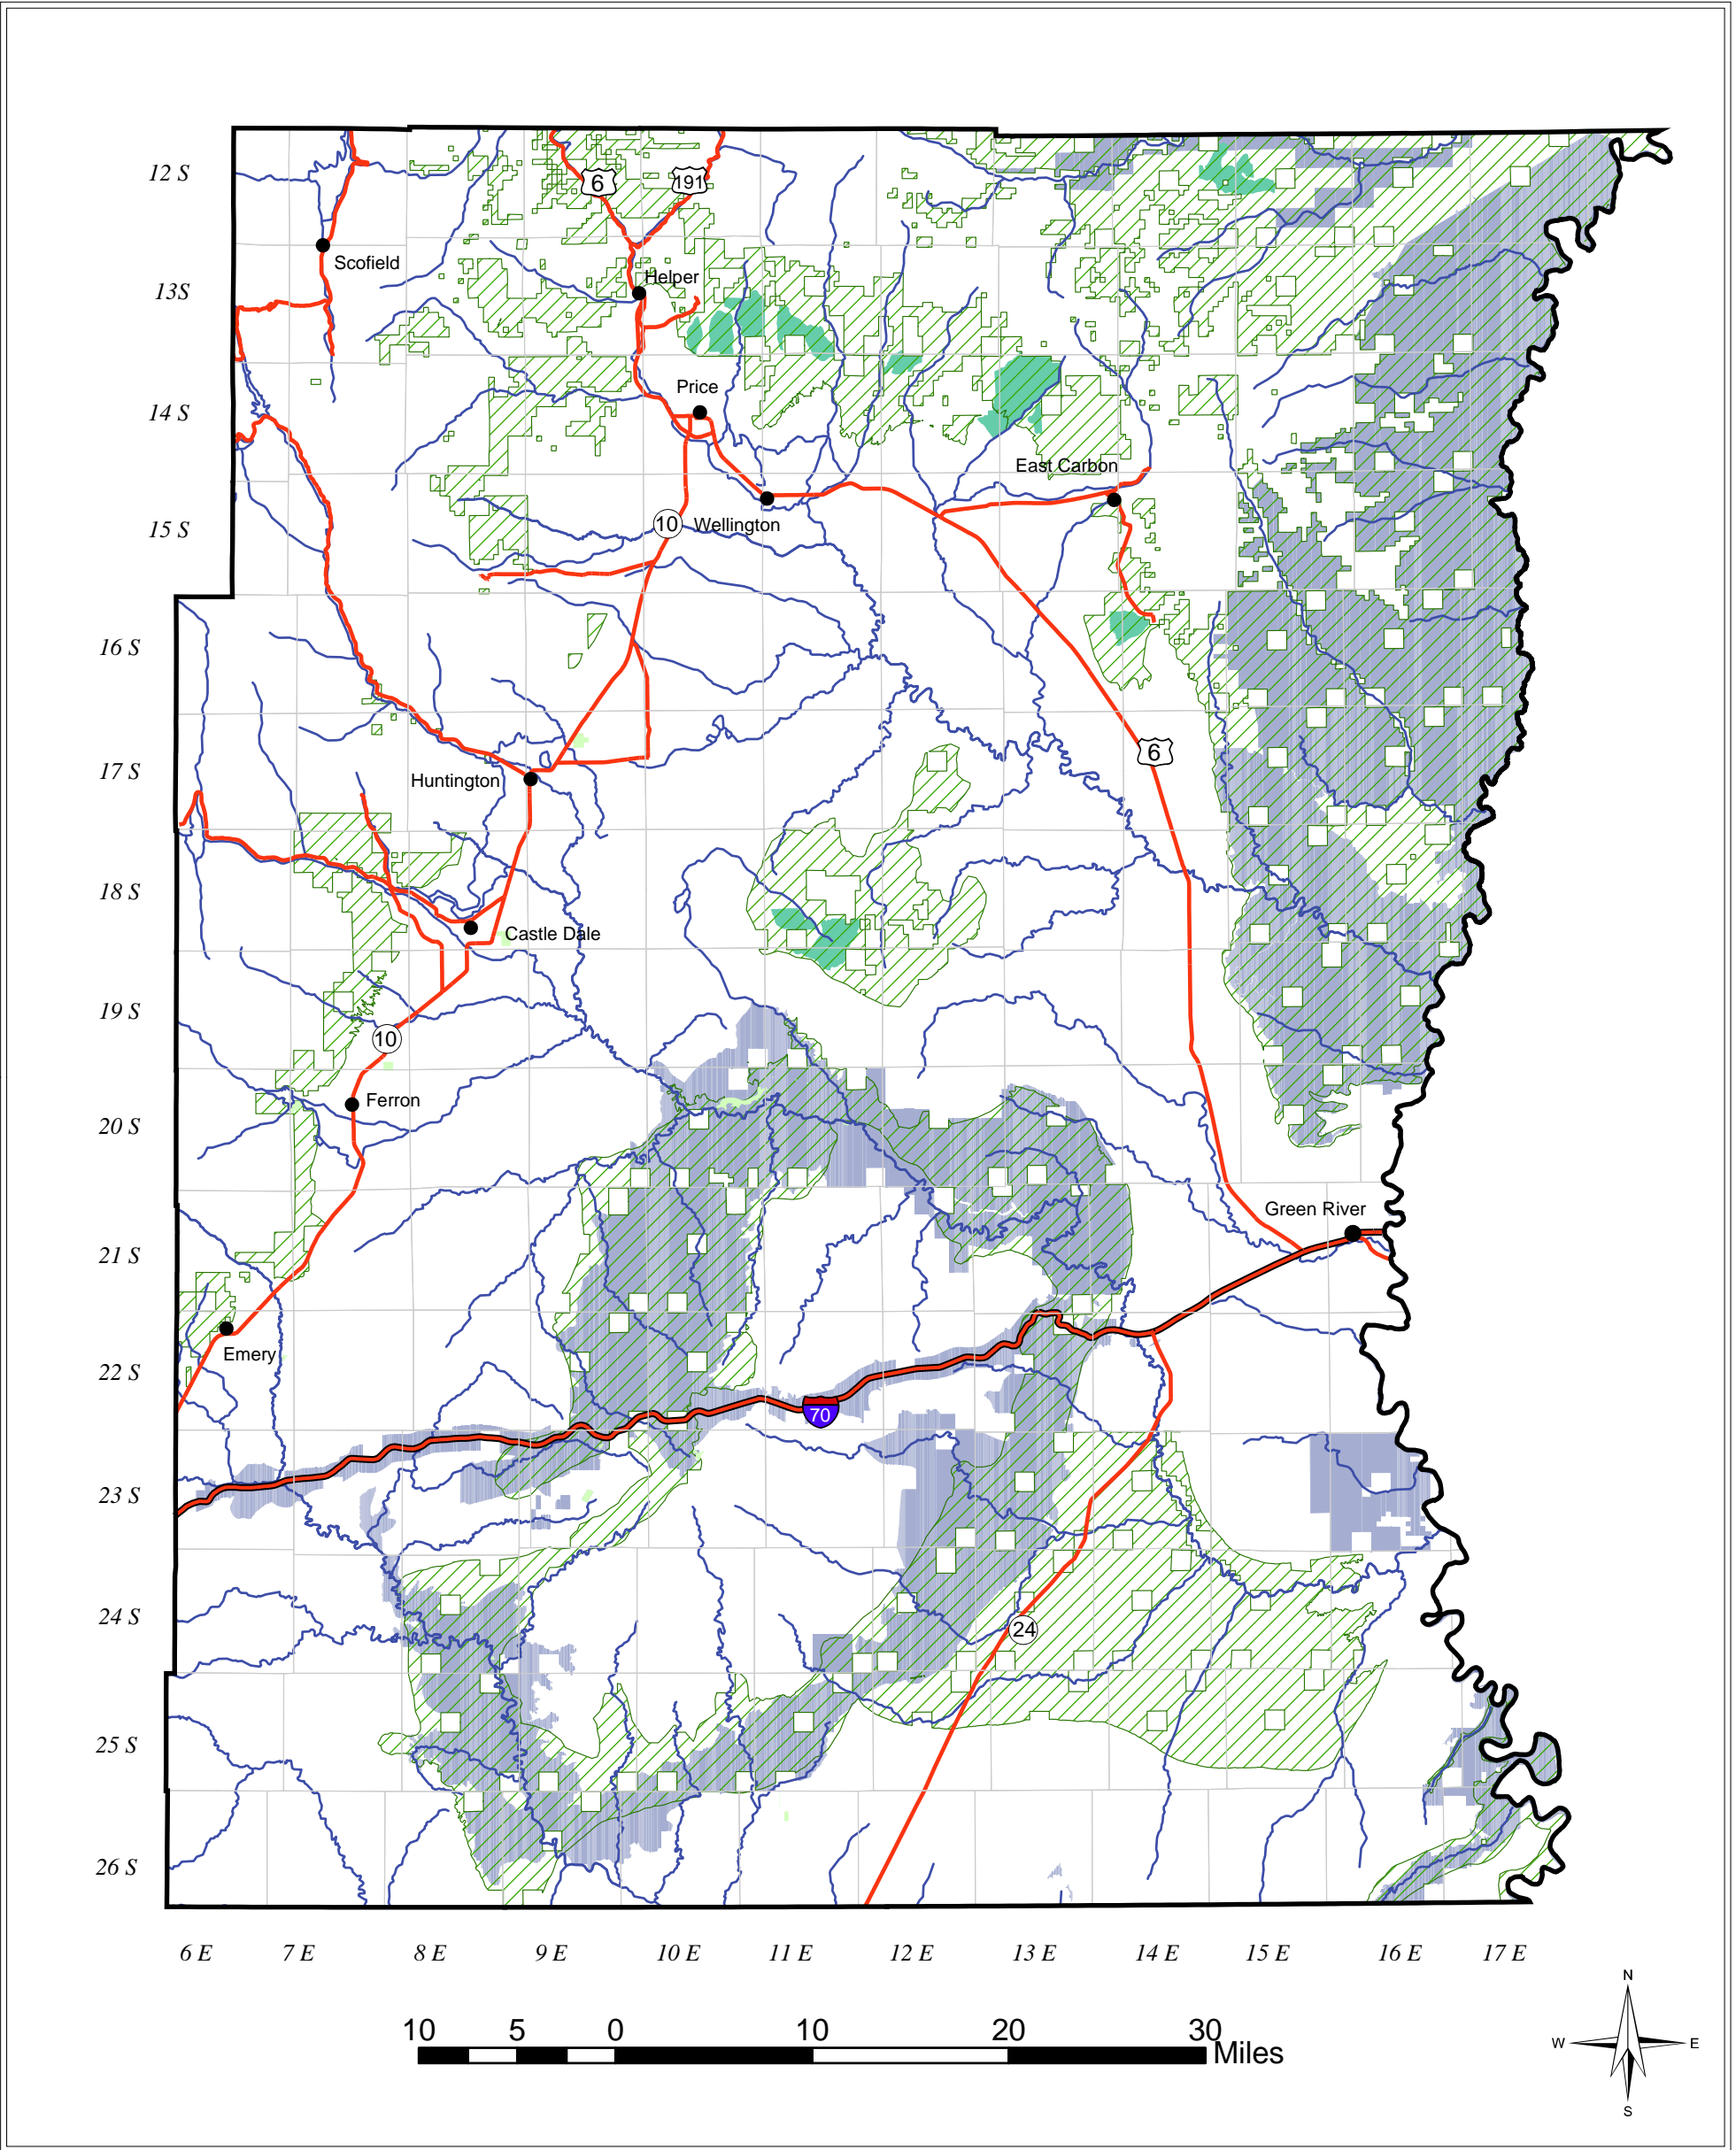 12 S
6
191
Scofield
13S
Helper
Price
14 S
East Carbon
15 S
10
Wellington
16 S
6
17 S
Huntington
18 S
Castle Dale
19 S
10
Ferron
20 S
Green River
21 S
Emery
22 S
70
23 S
24 S
24
25 S
26 S
6 E 7 E 8 E 9 E 10 E 11 E 12 E 13 E 14 E 15 E 16 E 17 E
N
10 5 0 10 20 30
Miles
W E
S